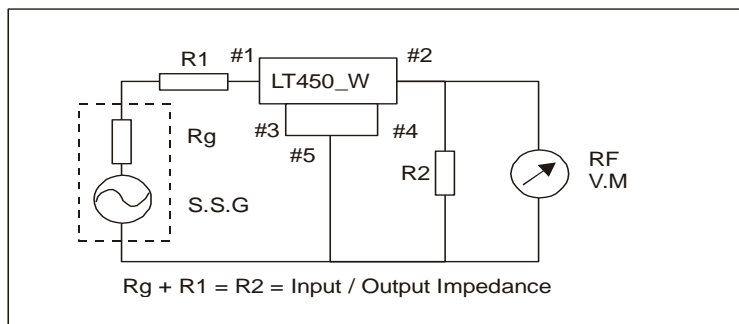 R1
#1
#2
LT450_W
#3
#4
#5
Rg
R2
RF
V.M
S.S.G
Rg + R1 = R2 = Input / Output Impedance